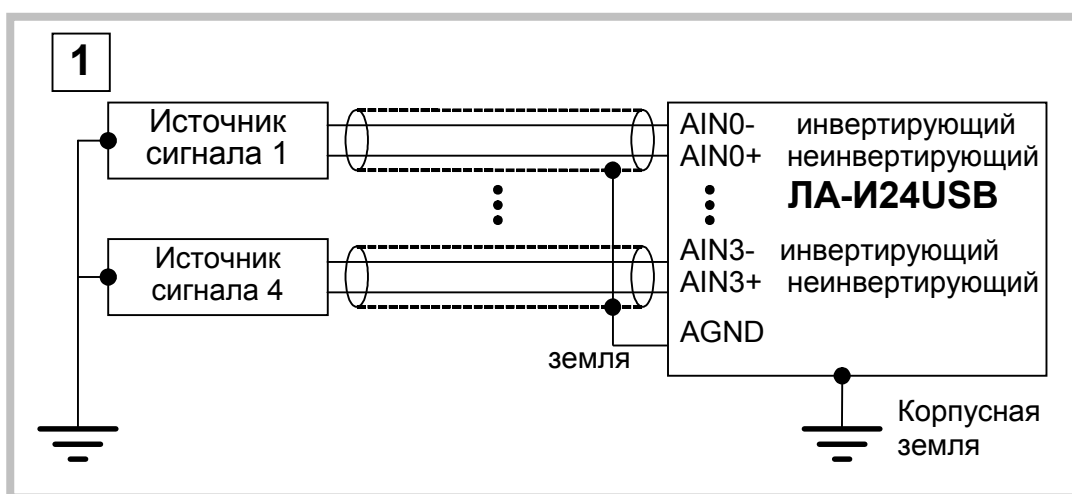 1
Источник
сигнала 1
AIN0- инвертирующий
AIN0+ неинвертирующий
ЛА-И24USB
Источник
сигнала 4
AIN3- инвертирующий
AIN3+ неинвертирующий
AGND
земля
Корпусная
земля